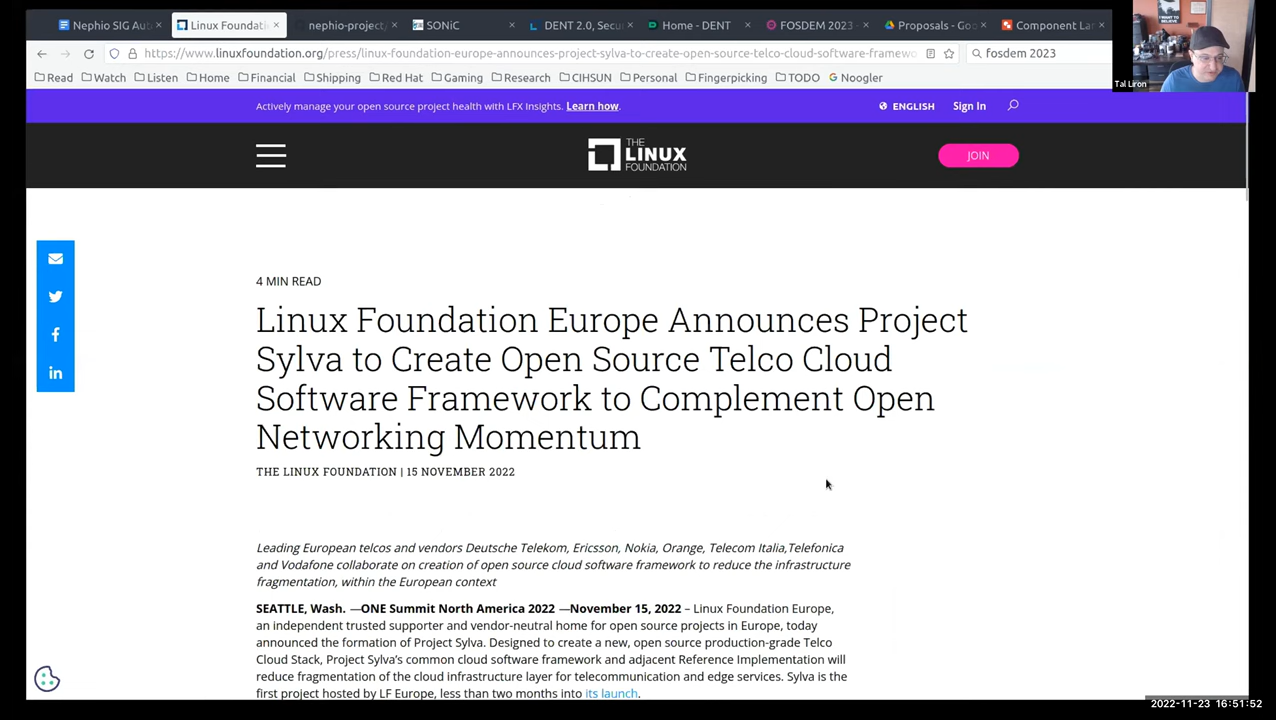 Nephio SIG Aut
Linux Foundati
nephio-project/
SONiC
DENT 2.0, Secu
Home - DENT
FOSDEM 2023 -
Proposals - Goo
Component Lan
https://www.linuxfoundation.org/press/linux-foundation-europe-announces-project-sylva-to-create-open-source-telco-cloud-software-framewo
fosdem 2023
Read Watch Listen Home Financial Shipping Red Hat Gaming Research CIHSUN Personal Fingerpicking TODO Noogler
Tal Liron
Actively manage your open source project health with LFX Insights. Learn how.
ENGLISH
Sign In
THE
LINUX
FOUNDATION
JOIN
4 MIN READ
Linux Foundation Europe Announces Project
Sylva to Create Open Source Telco Cloud
Software Framework to Complement Open
Networking Momentum
THE LINUX FOUNDATION | 15 NOVEMBER 2022
Leading European telcos and vendors Deutsche Telekom, Ericsson, Nokia, Orange, Telecom Italia,Telefonica
and Vodafone collaborate on creation of open source cloud software framework to reduce the infrastructure
fragmentation, within the European context
SEATTLE, Wash. —ONE Summit North America 2022 —November 15, 2022 – Linux Foundation Europe,
an independent trusted supporter and vendor-neutral home for open source projects in Europe, today
announced the formation of Project Sylva. Designed to create a new, open source production-grade Telco
Cloud Stack, Project Sylva's common cloud software framework and adjacent Reference Implementation will
reduce fragmentation of the cloud infrastructure layer for telecommunication and edge services. Sylva is the
first project hosted by LF Europe, less than two months into its launch.
2022-11-23 16:51:52